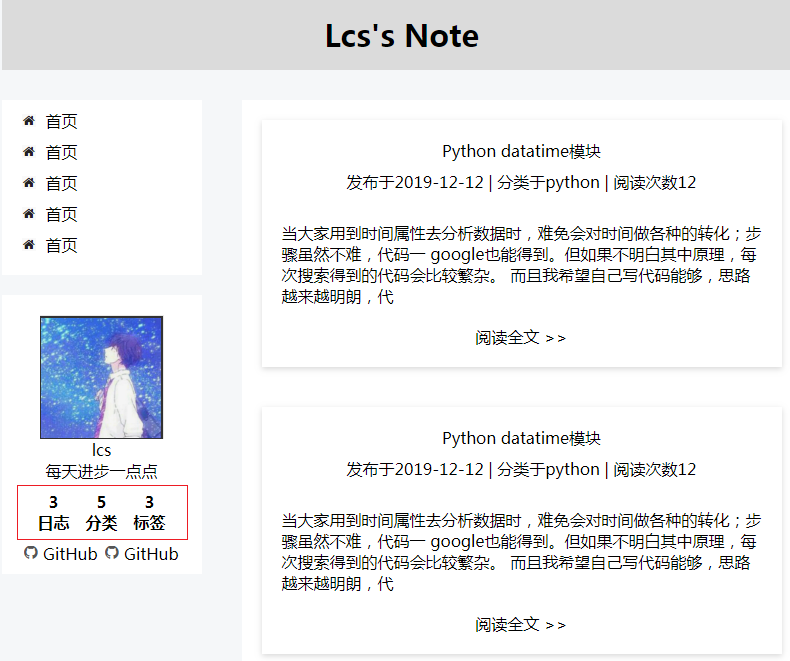 Lcs's Note
首页
首页
首页
首页
首页
lcs
每天进步一点点
3 5 3
日志 分类 标签
GitHub GitHub
Python datatime模块
发布于2019-12-12 | 分类于python | 阅读次数12
当大家用到时间属性去分析数据时，难免会对时间做各种的转化；步
骤虽然不难，代码一 google也能得到。但如果不明白其中原理，每
次搜索得到的代码会比较繁杂。 而且我希望自己写代码能够，思路
越来越明朗，代
阅读全文 >>
Python datatime模块
发布于2019-12-12 | 分类于python | 阅读次数12
当大家用到时间属性去分析数据时，难免会对时间做各种的转化；步
骤虽然不难，代码一 google也能得到。但如果不明白其中原理，每
次搜索得到的代码会比较繁杂。 而且我希望自己写代码能够，思路
越来越明朗，代
阅读全文 >>